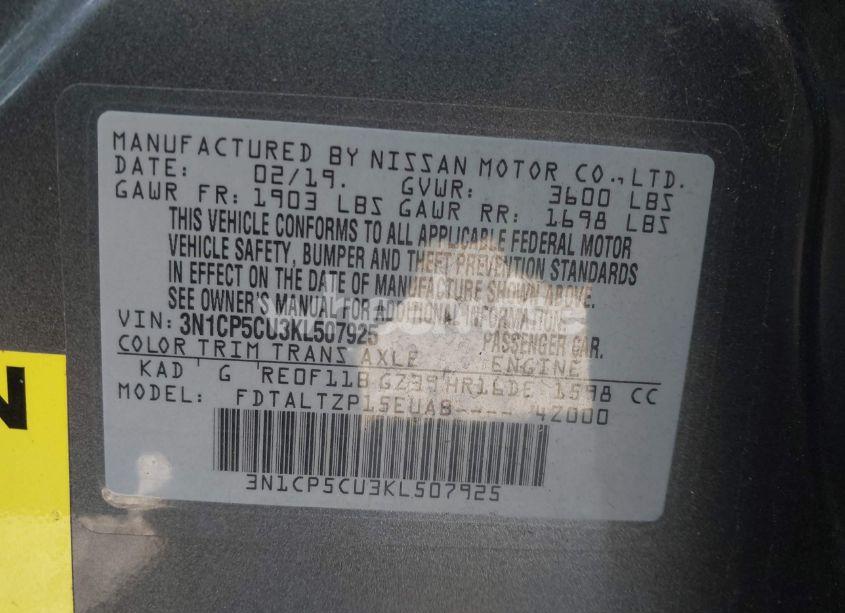 MANUFACTURED BY NISSAN MOTOR CO.,LTD.
DATE: 02/19. GVWR: 3600 LBS
GAWR FR: 1903 LBS GAWR RR: 1698 LBS
THIS VEHICLE CONFORMS TO ALL APPLICABLE FEDERAL MOTOR
VEHICLE SAFETY, BUMPER AND THEFT PREVENTION STANDARDS
IN EFFECT ON THE DATE OF MANUFACTURE SHOWN ABOVE.
SEE OWNER'S MANUAL FOR ADDITIONAL INFORMATION.
VIN: 3N1CP5CU3KL507925 PASSENGER CAR.
COLOR TRIM TRANS AXLE ENGINE
KAD G RE0F11B GZ39 HR16DE 1598 CC
MODEL: FDTALTZP15EUAB---- 42000
3N1CP5CU3KL507925
N